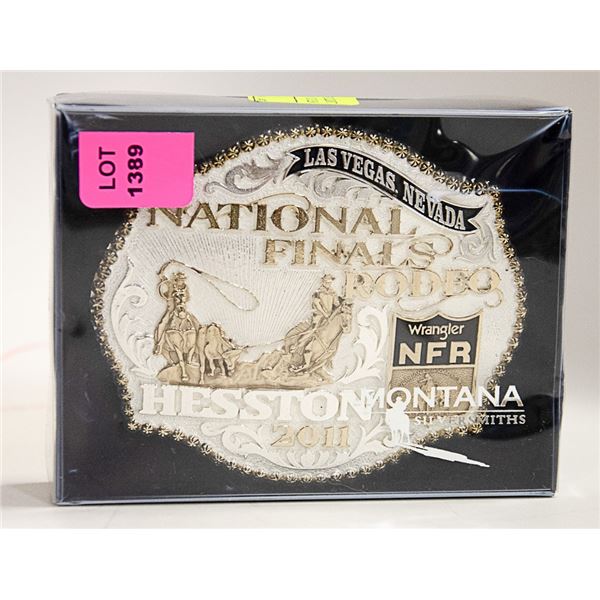 LOT
1389
LAS VEGAS, NEVADA
NATIONAL
FINALS
RODEO
Wrangler
NFR
HESSTON
2011
MONTANA
SILVERSMITHS